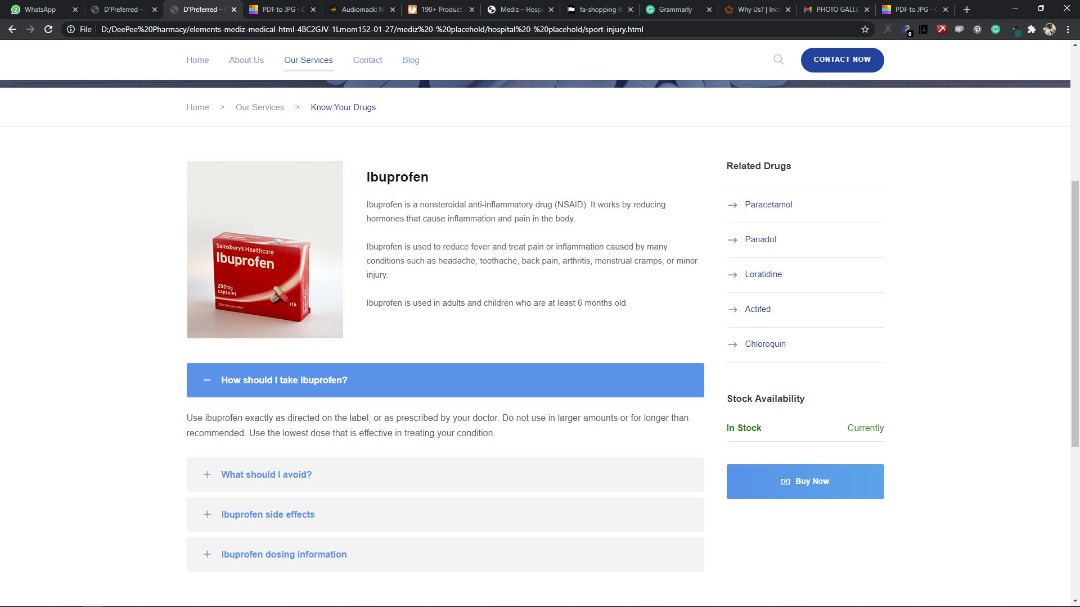 WhatsApp
D'Preferred -
D'Preferred –
PDF to JPG – C
Audiomack: M
190+ Product
Mediz – Hosp
fa-shopping-
Grammarly
Why Us? | Inc
PHOTO GALL
PDF to JPG – C
File
D:/DeePee%20Pharmacy/elements-medical-html-4BC2GJV-1Lmom152-01-27/mediz%20-%20placehold/hospital%20-%20placehold/sport-injury.html
Home About Us Our Services Contact Blog
CONTACT NOW
Home > Our Services > Know Your Drugs
Sainsbury's Healthcare
Ibuprofen
200mg
capsules
x16
Ibuprofen
Ibuprofen is a nonsteroidal anti-inflammatory drug (NSAID). It works by reducing
hormones that cause inflammation and pain in the body.
Ibuprofen is used to reduce fever and treat pain or inflammation caused by many
conditions such as headache, toothache, back pain, arthritis, menstrual cramps, or minor
injury.
Ibuprofen is used in adults and children who are at least 6 months old.
How should I take ibuprofen?
Use ibuprofen exactly as directed on the label, or as prescribed by your doctor. Do not use in larger amounts or for longer than
recommended. Use the lowest dose that is effective in treating your condition.
What should I avoid?
Ibuprofen side effects
Ibuprofen dosing information
Related Drugs
Paracetamol
Panadol
Loratidine
Actifed
Chloroquin
Stock Availability
In Stock Currently
Buy Now